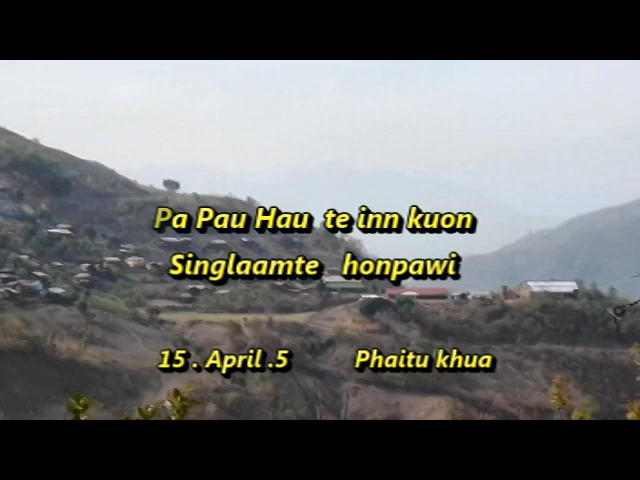 Pa Pau Hau te inn kuon
Singlaamte honpawi
15 . April .5 Phaitu khua